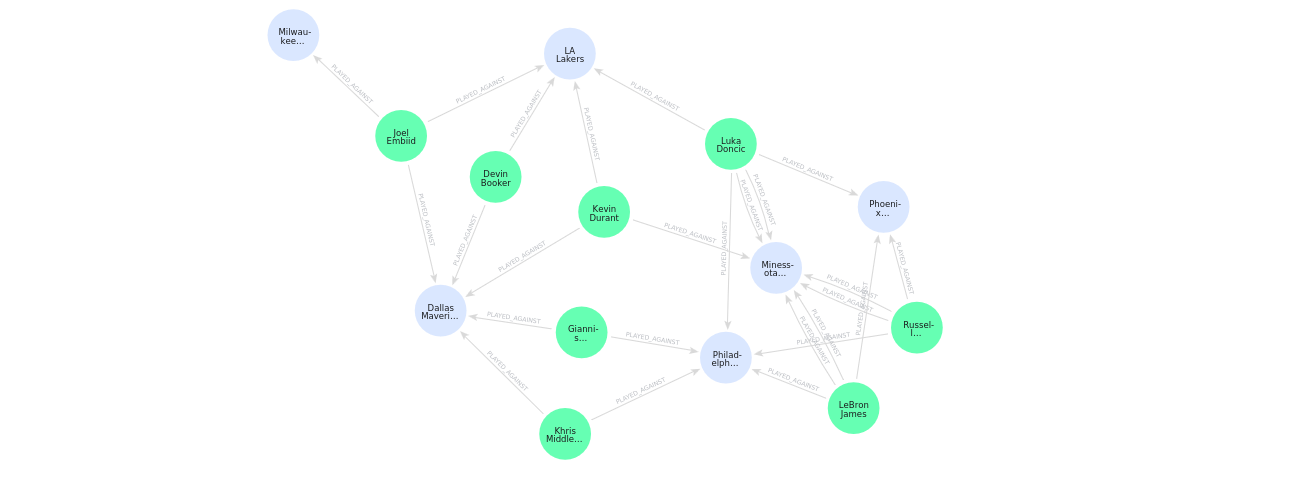 Milwau-
kee...
LA
Lakers
PLAYED_AGAINST
PLAYED_AGAINST
PLAYED_AGAINST
PLAYED_AGAINST
PLAYED_AGAINST
Joel
Embiid
Luka
Doncic
Devin
Booker
PLAYED_AGAINST
PLAYED_AGAINST
PLAYED_AGAINST
Kevin
Durant
Phoeni-
x...
PLAYED_AGAINST
PLAYED_AGAINST
PLAYED_AGAINST
PLAYED_AGAINST
PLAYED_AGAINST
PLAYED_AGAINST
Miness-
ota...
PLAYED_AGAINST
PLAYED_AGAINST
PLAYED_AGAINST
Dallas
Maveri...
PLAYED_AGAINST
PLAYED_AGAINST
Gianni-
s...
Russel-
l...
PLAYED_AGAINST
PLAYED_AGAINST
PLAYED_AGAINST
PLAYED_AGAINST
Philad-
elph...
PLAYED_AGAINST
PLAYED_AGAINST
PLAYED_AGAINST
LeBron
James
Khris
Middle...